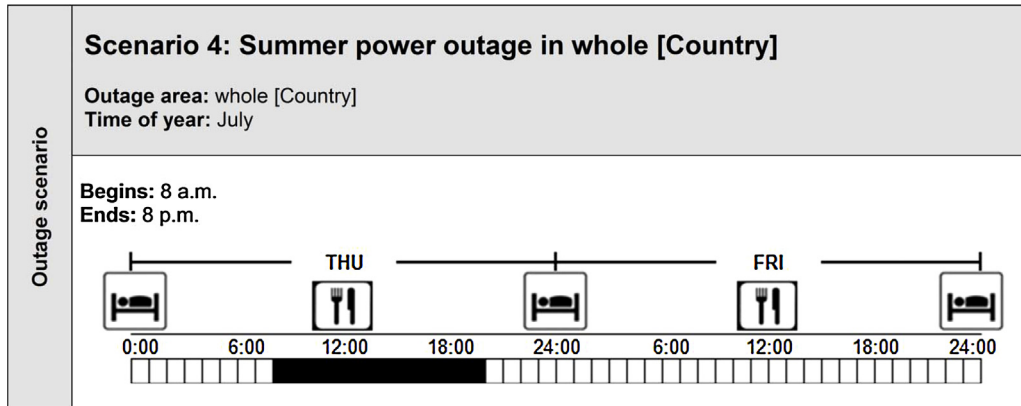 Outage scenario
Scenario 4: Summer power outage in whole [Country]
Outage area: whole [Country]
Time of year: July
Begins: 8 a.m.
Ends: 8 p.m.
THU FRI
0:00 6:00 12:00 18:00 24:00 6:00 12:00 18:00 24:00